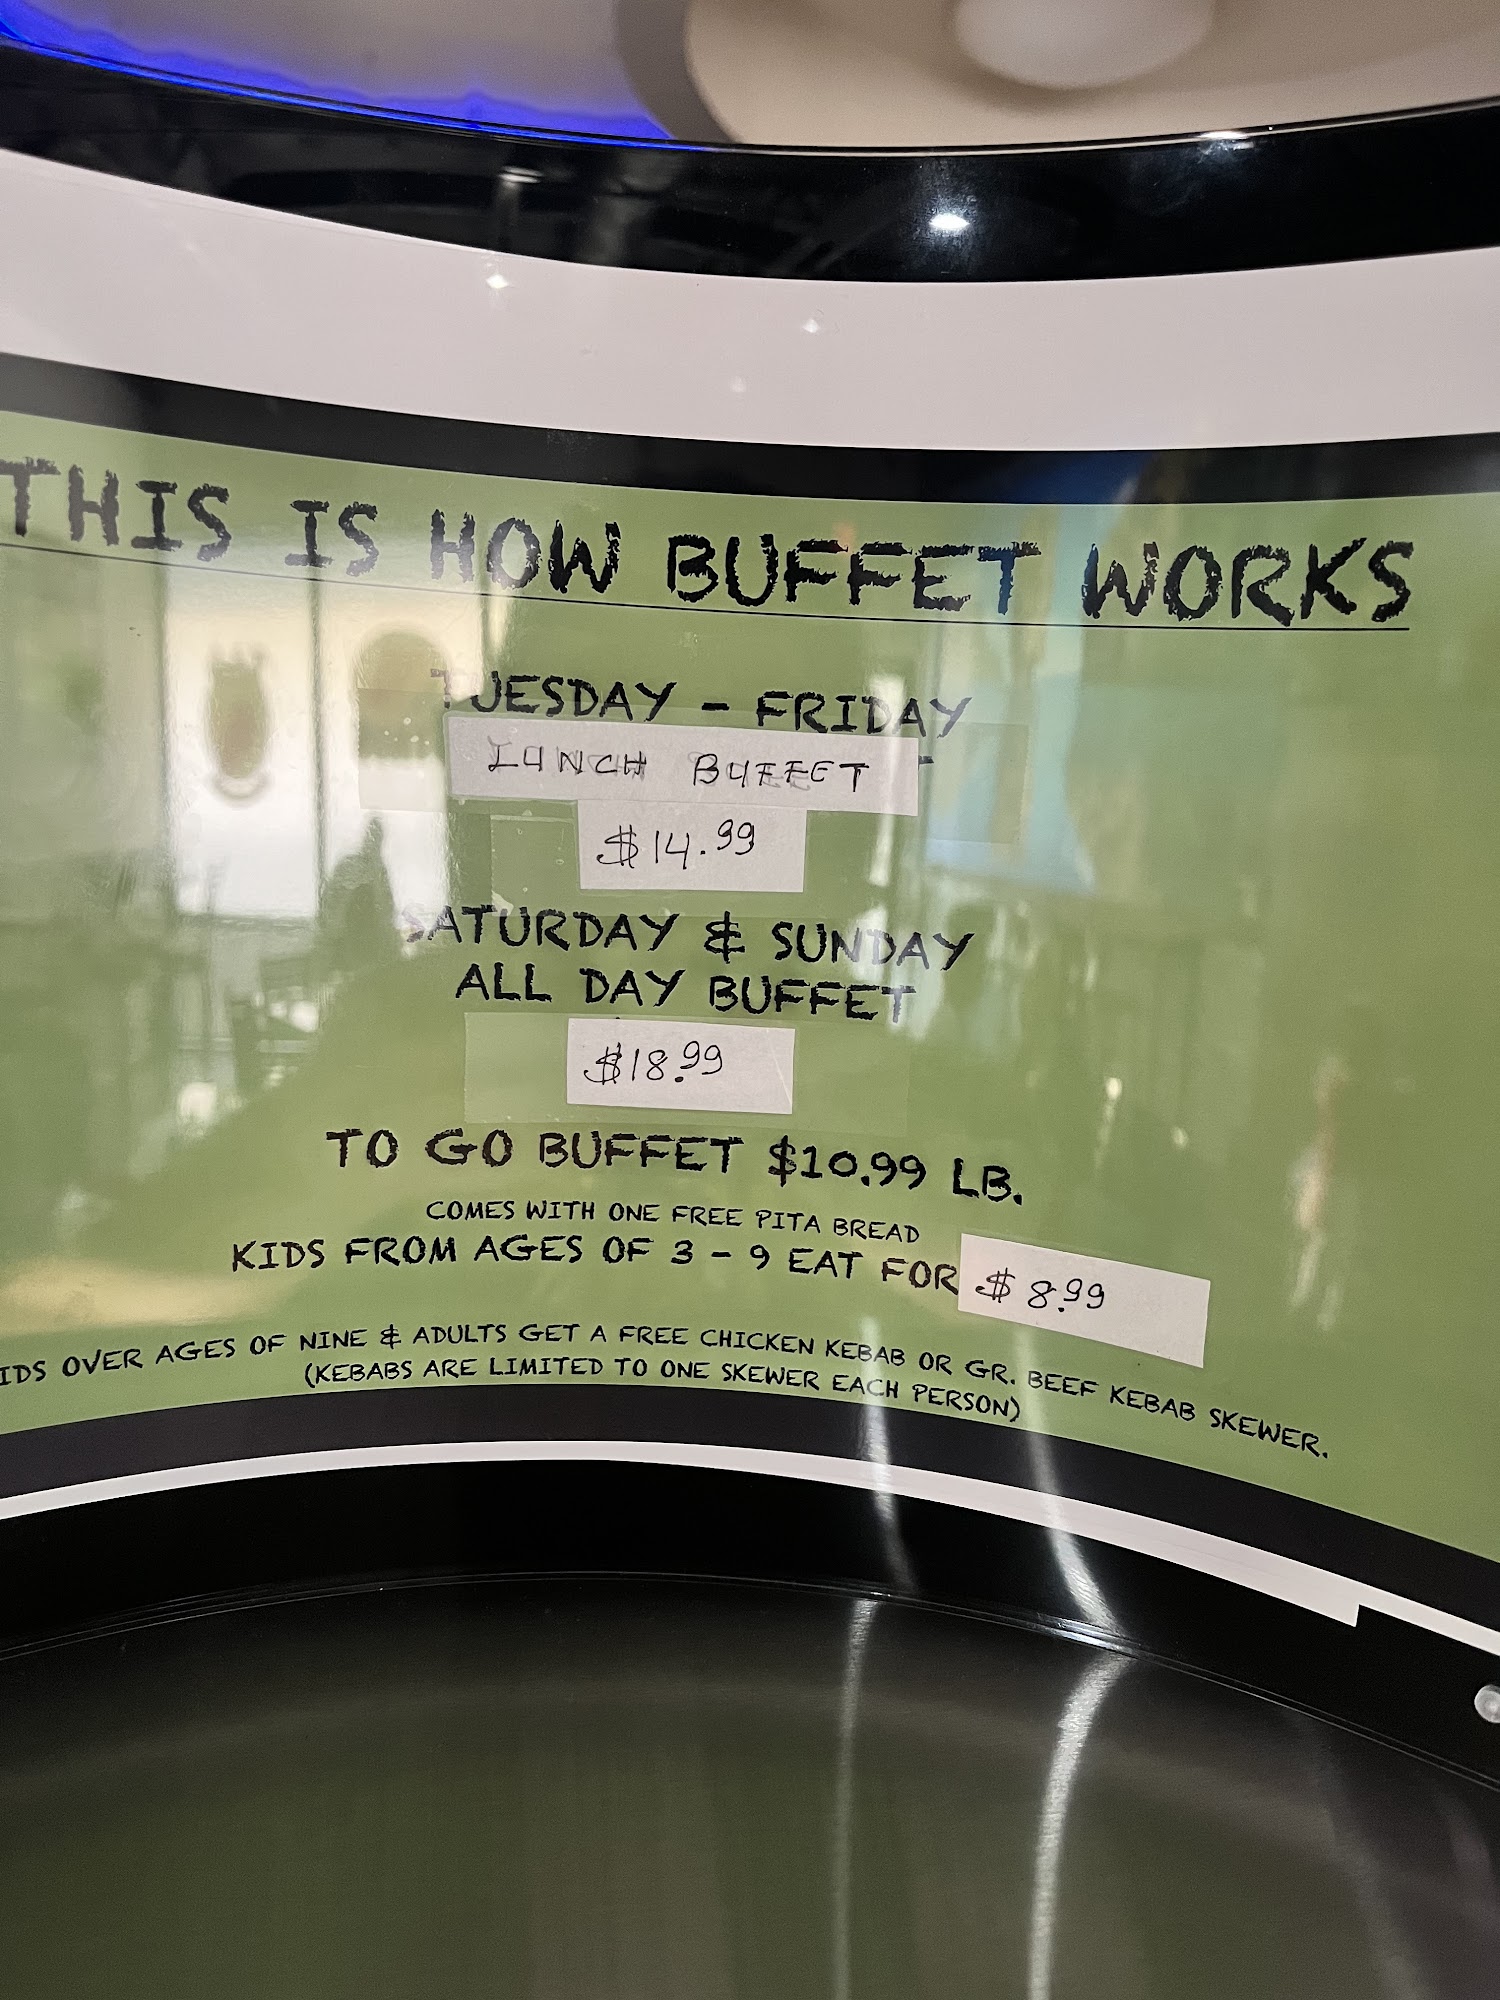 THIS IS HOW BUFFET WORKS
TUESDAY - FRIDAY
LUNCH BUFFET
$14.99
SATURDAY & SUNDAY
ALL DAY BUFFET
$18.99
TO GO BUFFET $10.99 LB.
COMES WITH ONE FREE PITA BREAD
KIDS FROM AGES OF 3 - 9 EAT FOR $8.99
IDS OVER AGES OF NINE & ADULTS GET A FREE CHICKEN KEBAB OR GR. BEEF KEBAB SKEWER.
(KEBABS ARE LIMITED TO ONE SKEWER EACH PERSON)